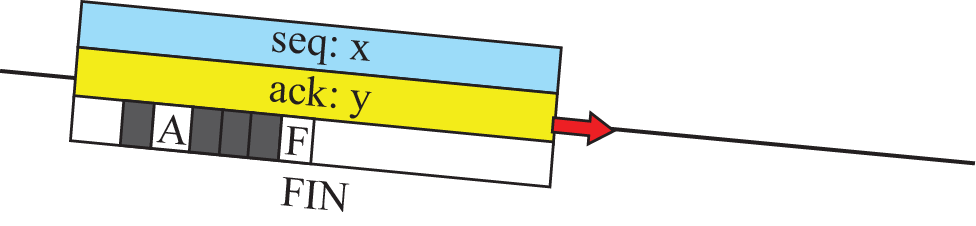 seq: x
ack: y
A F
FIN